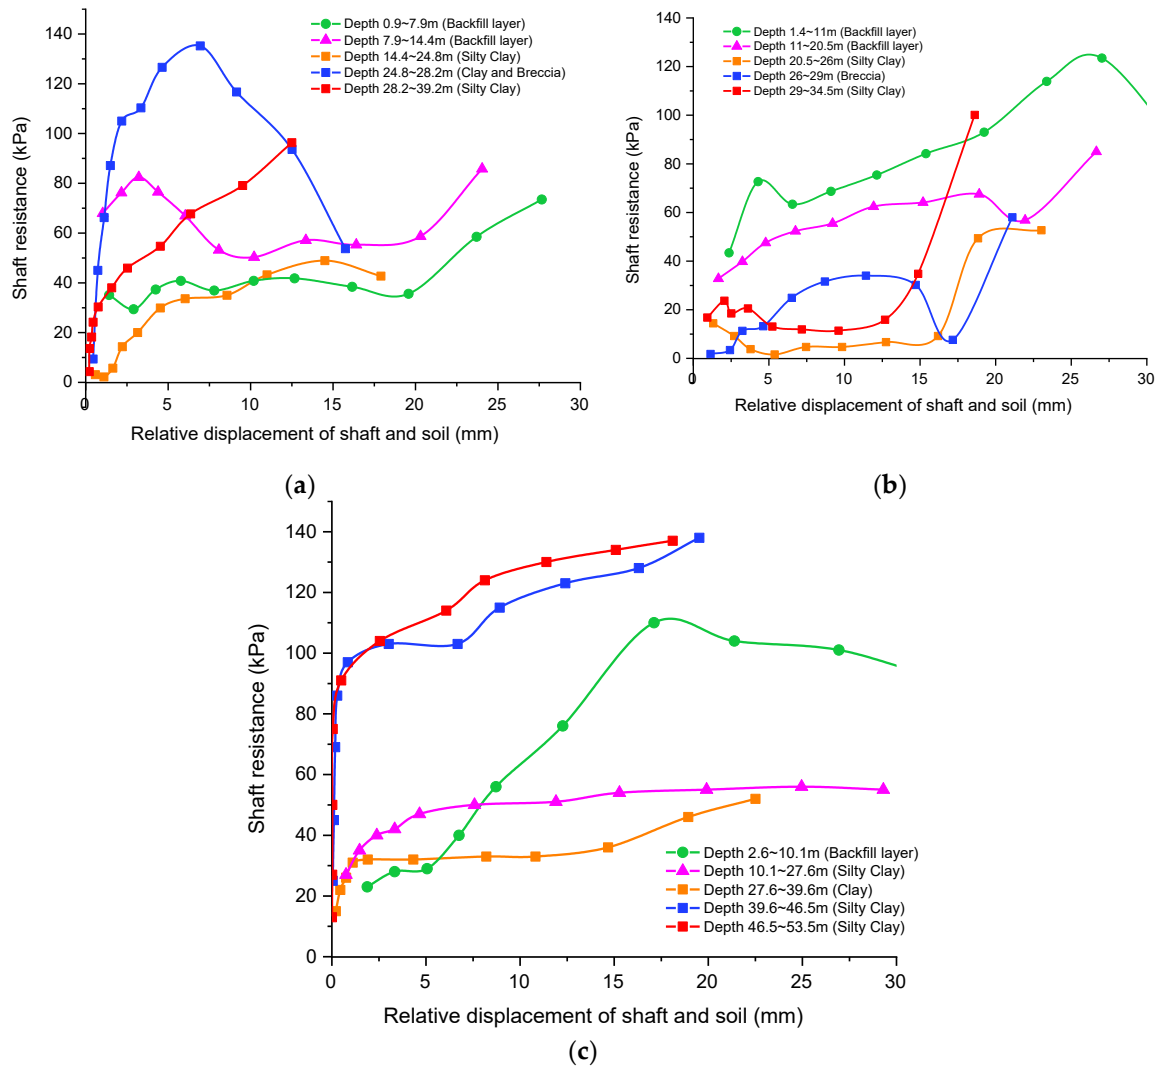 Depth 0.9~7.9m (Backfill layer)
Depth 7.9~14.4m (Backfill layer)
Depth 14.4~24.8m (Silty Clay)
Depth 24.8~28.2m (Clay and Breccia)
Depth 28.2~39.2m (Silty Clay)
140
120
100
80
60
40
20
0
Shaft resistance (kPa)
0
5
10
15
20
25
30
Relative displacement of shaft and soil (mm)
(a)
Depth 1.4~11m (Backfill layer)
Depth 11~20.5m (Backfill layer)
Depth 20.5~26m (Silty Clay)
Depth 26~29m (Breccia)
Depth 29~34.5m (Silty Clay)
140
120
100
80
60
40
20
0
Shaft resistance (kPa)
0
5
10
15
20
25
30
Relative displacement of shaft and soil (mm)
(b)
140
120
100
80
60
40
20
0
Shaft resistance (kPa)
Depth 2.6~10.1m (Backfill layer)
Depth 10.1~27.6m (Silty Clay)
Depth 27.6~39.6m (Clay)
Depth 39.6~46.5m (Silty Clay)
Depth 46.5~53.5m (Silty Clay)
0
5
10
15
20
25
30
Relative displacement of shaft and soil (mm)
(c)